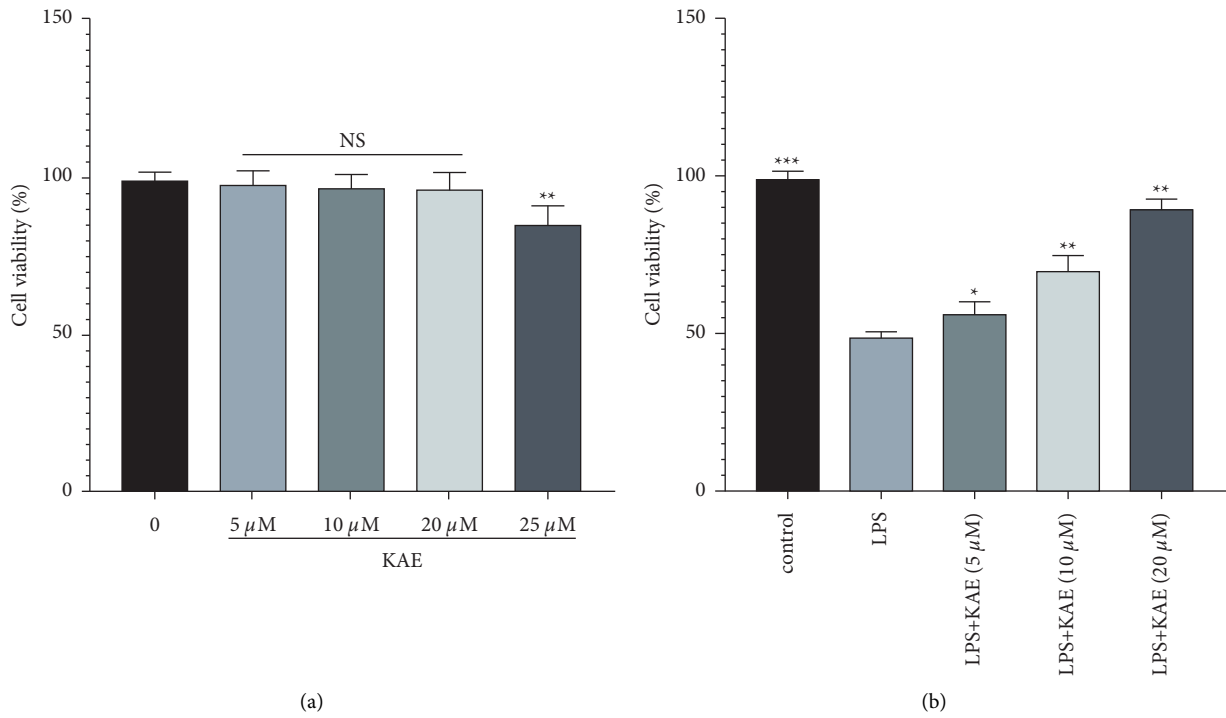 150
100
50
0
Cell viability (%)
NS
**
0
5 µM
10 µM
20 µM
25 µM
KAE
(a)
150
100
50
0
Cell viability (%)
***
*
**
**
control
LPS
LPS+KAE (5 µM)
LPS+KAE (10 µM)
LPS+KAE (20 µM)
(b)